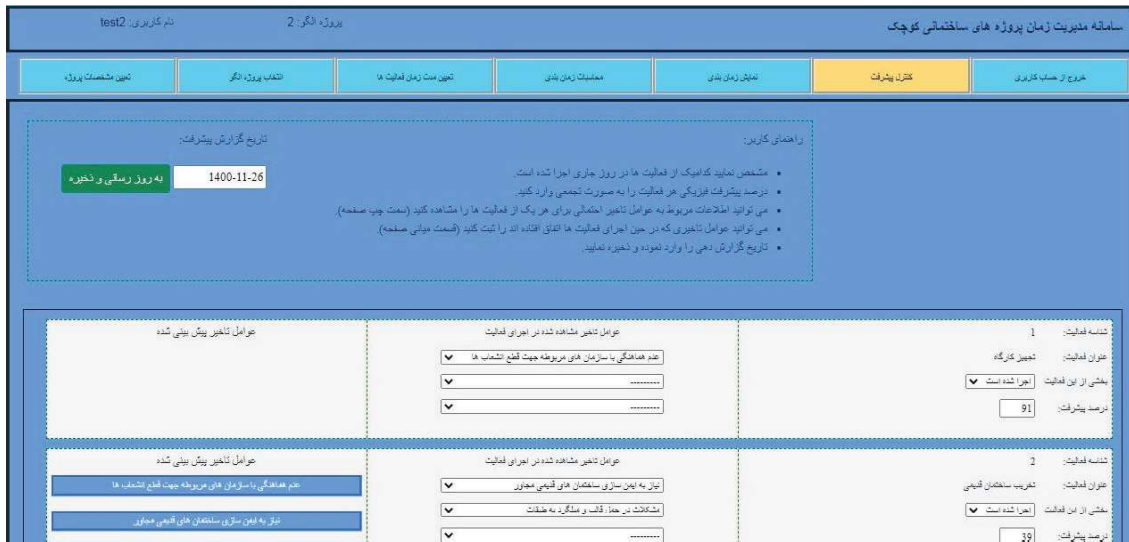 سامانه مدیریت زمان پروژه های ساختمانی کوچک
پروژه الگو: 2
نام کاربری: test2
خروج از حساب کاربری
کنترل پیشرفت
نمایش زمان بندی
محاسبات زمان بندی
تعیین مدت زمان فعالیت ها
انتخاب پروژه الگو
تعیین مشخصات پروژه
راهنمای کاربر:
مشخص نمایید کدامیک از فعالیت ها در روز جاری اجرا شده است.
درصد پیشرفت فیزیکی هر فعالیت را به صورت تجمعی وارد کنید.
می توانید اطلاعات مربوط به عوامل تاخیر احتمالی برای هر یک از فعالیت ها را مشاهده کنید (سمت چپ صفحه).
می توانید عوامل تاخیری که در حین اجرای فعالیت ها اتفاق افتاده اند را ثبت کنید (قسمت میانی صفحه).
تاریخ گزارش دهی را وارد نموده و ذخیره نمایید.
تاریخ گزارش پیشرفت:
1400-11-26
به روز رسانی و ذخیره
شناسه فعالیت: 1
عنوان فعالیت: تجهیز کارگاه
بخشی از این فعالیت اجرا شده است
درصد پیشرفت: 91
عوامل تاخیر مشاهده شده در اجرای فعالیت
عدم هماهنگی با سازمان های مربوطه جهت قطع انشعاب ها
---------
---------
عوامل تاخیر پیش بینی شده
شناسه فعالیت: 2
عنوان فعالیت: تخریب ساختمان قدیمی
بخشی از این فعالیت اجرا شده است
درصد پیشرفت: 39
عوامل تاخیر مشاهده شده در اجرای فعالیت
نیاز به ایمن سازی ساختمان های قدیمی مجاور
مشکلات در حمل قالب و میلگرد به طبقات
---------
عوامل تاخیر پیش بینی شده
عدم هماهنگی با سازمان های مربوطه جهت قطع انشعاب ها
نیاز به ایمن سازی ساختمان های قدیمی مجاور